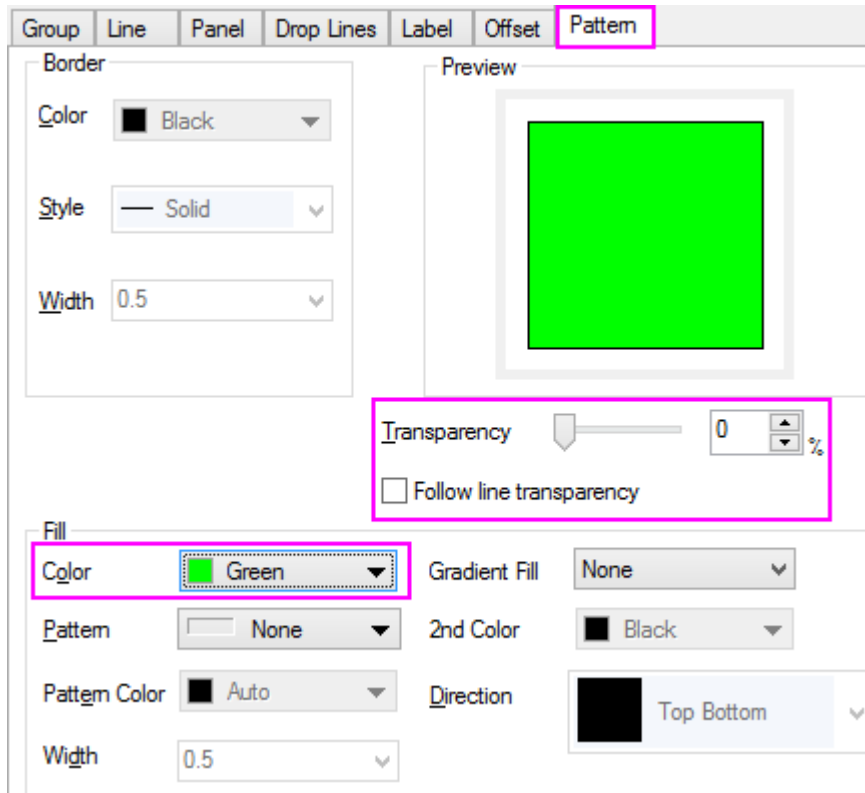 Group Line Panel Drop Lines Label Offset Pattern
Border
Preview
Color Black
Style Solid
Width 0.5
Transparency 0 %
Follow line transparency
Fill
Color Green Gradient Fill None
Pattern None 2nd Color Black
Pattern Color Auto Direction Top Bottom
Width 0.5